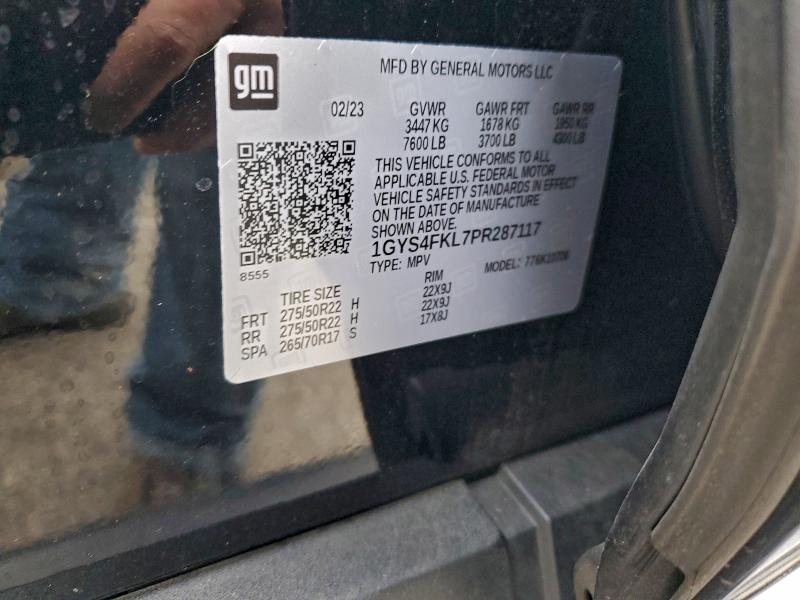 gm
MFD BY GENERAL MOTORS LLC
02/23 GVWR GAWR FRT GAWR RR
3447 KG 1678 KG 1950 KG
7600 LB 3700 LB 4300 LB
THIS VEHICLE CONFORMS TO ALL
APPLICABLE U.S. FEDERAL MOTOR
VEHICLE SAFETY STANDARDS IN EFFECT
ON THE DATE OF MANUFACTURE
SHOWN ABOVE.
1GYS4FKL7PR287117
TYPE: MPV MODEL: 776K10706
8555
TIRE SIZE RIM
FRT 275/50R22 H 22X9J
RR 275/50R22 H 22X9J
SPA 265/70R17 S 17X8J